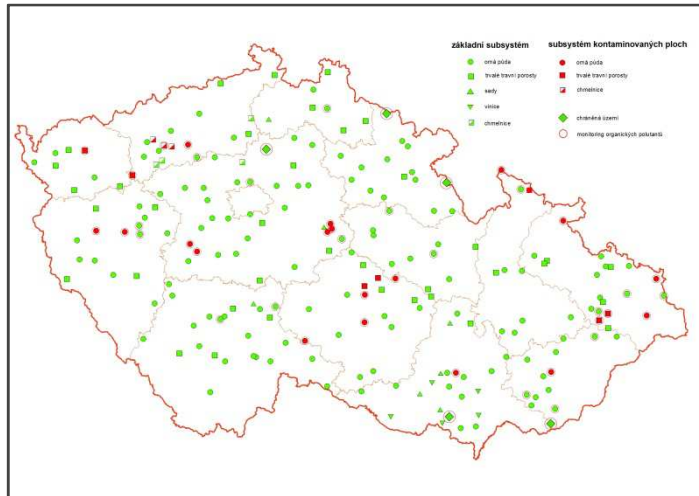 základní subsystém
orná půda
trvalé travní porosty
sady
vinice
chmelnice
subsystém kontaminovaných ploch
orná půda
trvalé travní porosty
chmelnice
chráněná území
monitoring organických polutantů